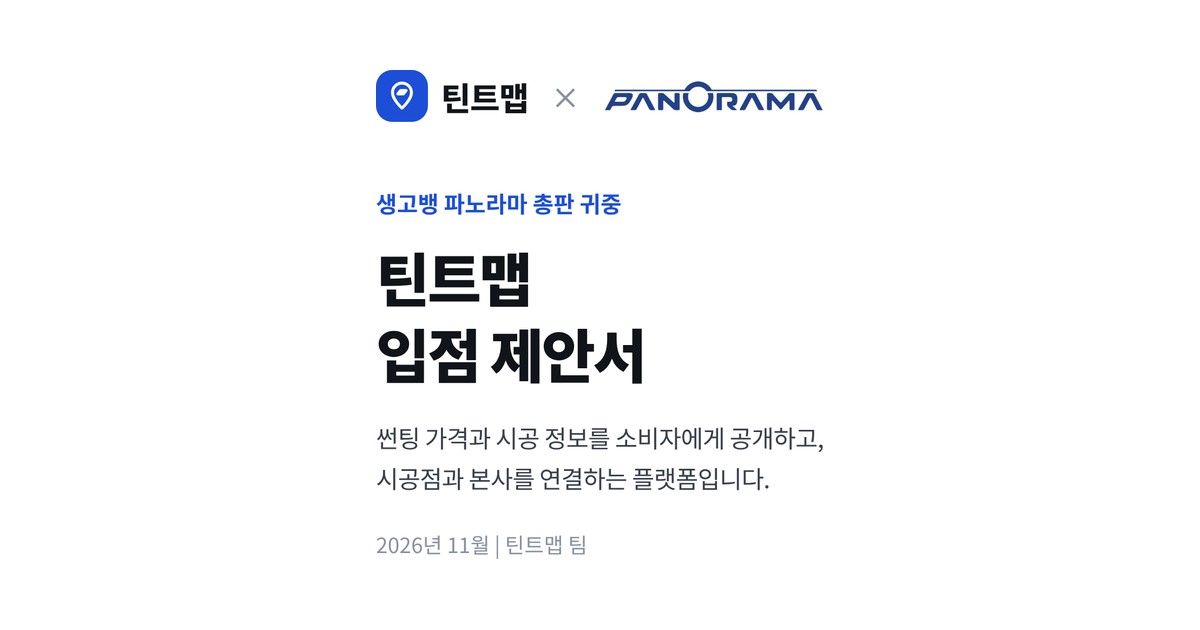 틴트맵 × PANORAMA
생고뱅 파노라마 총판 귀중
틴트맵
입점 제안서
썬팅 가격과 시공 정보를 소비자에게 공개하고,
시공점과 본사를 연결하는 플랫폼입니다.
2026년 11월 | 틴트맵 팀